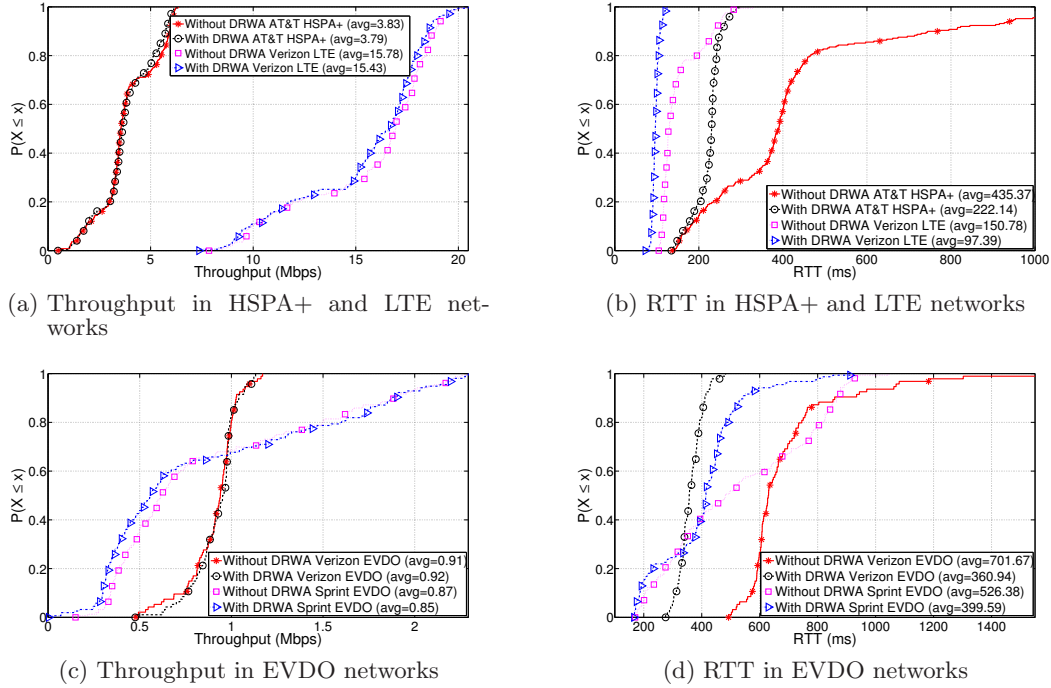 1
0.8
0.6
0.4
0.2
0
P(X ≤ x)
Without DRWA AT&T HSPA+ (avg=3.83)
With DRWA AT&T HSPA+ (avg=3.79)
Without DRWA Verizon LTE (avg=15.78)
With DRWA Verizon LTE (avg=15.43)
0 5 10 15 20
Throughput (Mbps)
(a) Throughput in HSPA+ and LTE net-
works
1
0.8
0.6
0.4
0.2
0
P(X ≤ x)
Without DRWA AT&T HSPA+ (avg=435.37)
With DRWA AT&T HSPA+ (avg=222.14)
Without DRWA Verizon LTE (avg=150.78)
With DRWA Verizon LTE (avg=97.39)
0 200 400 600 800 1000
RTT (ms)
(b) RTT in HSPA+ and LTE networks
1
0.8
0.6
0.4
0.2
0
P(X ≤ x)
Without DRWA Verizon EVDO (avg=0.91)
With DRWA Verizon EVDO (avg=0.92)
Without DRWA Sprint EVDO (avg=0.87)
With DRWA Sprint EVDO (avg=0.85)
0 0.5 1 1.5 2
Throughput (Mbps)
(c) Throughput in EVDO networks
1
0.8
0.6
0.4
0.2
0
P(X ≤ x)
Without DRWA Verizon EVDO (avg=701.67)
With DRWA Verizon EVDO (avg=360.94)
Without DRWA Sprint EVDO (avg=526.38)
With DRWA Sprint EVDO (avg=399.59)
200 400 600 800 1000 1200 1400
RTT (ms)
(d) RTT in EVDO networks